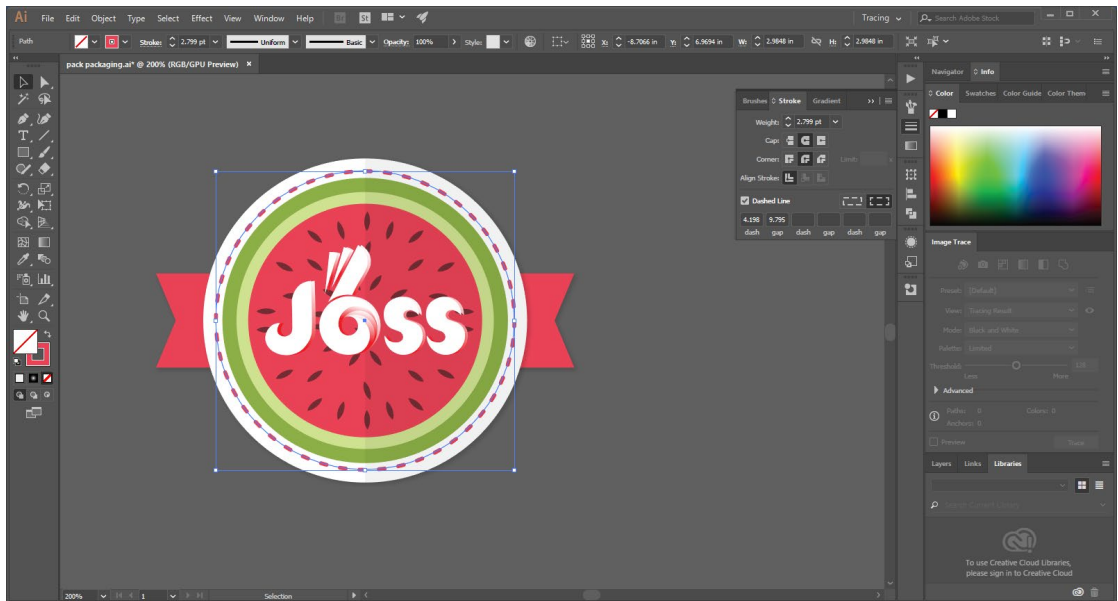 Ai File Edit Object Type Select Effect View Window Help Br St Tracing Search Adobe Stock
Path Stroke: 2.799 pt Uniform Basic Opacity: 100% Style: X: -8.7066 in Y: 6.9694 in W: 2.9848 in H: 2.9848 in
pack packaging.ai* @ 200% (RGB/GPU Preview) ×
Navigator Info
Color Swatches Color Guide Color Them
Brushes Stroke Gradient
Weight: 2.799 pt
Cap:
Corner: Limit:
Align Stroke:
Dashed Line
4.198 9.795
dash gap dash gap dash gap
JOSS
Image Trace
Preset: [Default]
View: Tracing Result
Mode: Black and White
Palette: Limited
Threshold: 128
Less More
Advanced
Paths: 0 Colors: 0
Anchors: 0
Preview Trace
Layers Links Libraries
Search Current Library
To use Creative Cloud Libraries,
please sign in to Creative Cloud
200% 1 Selection